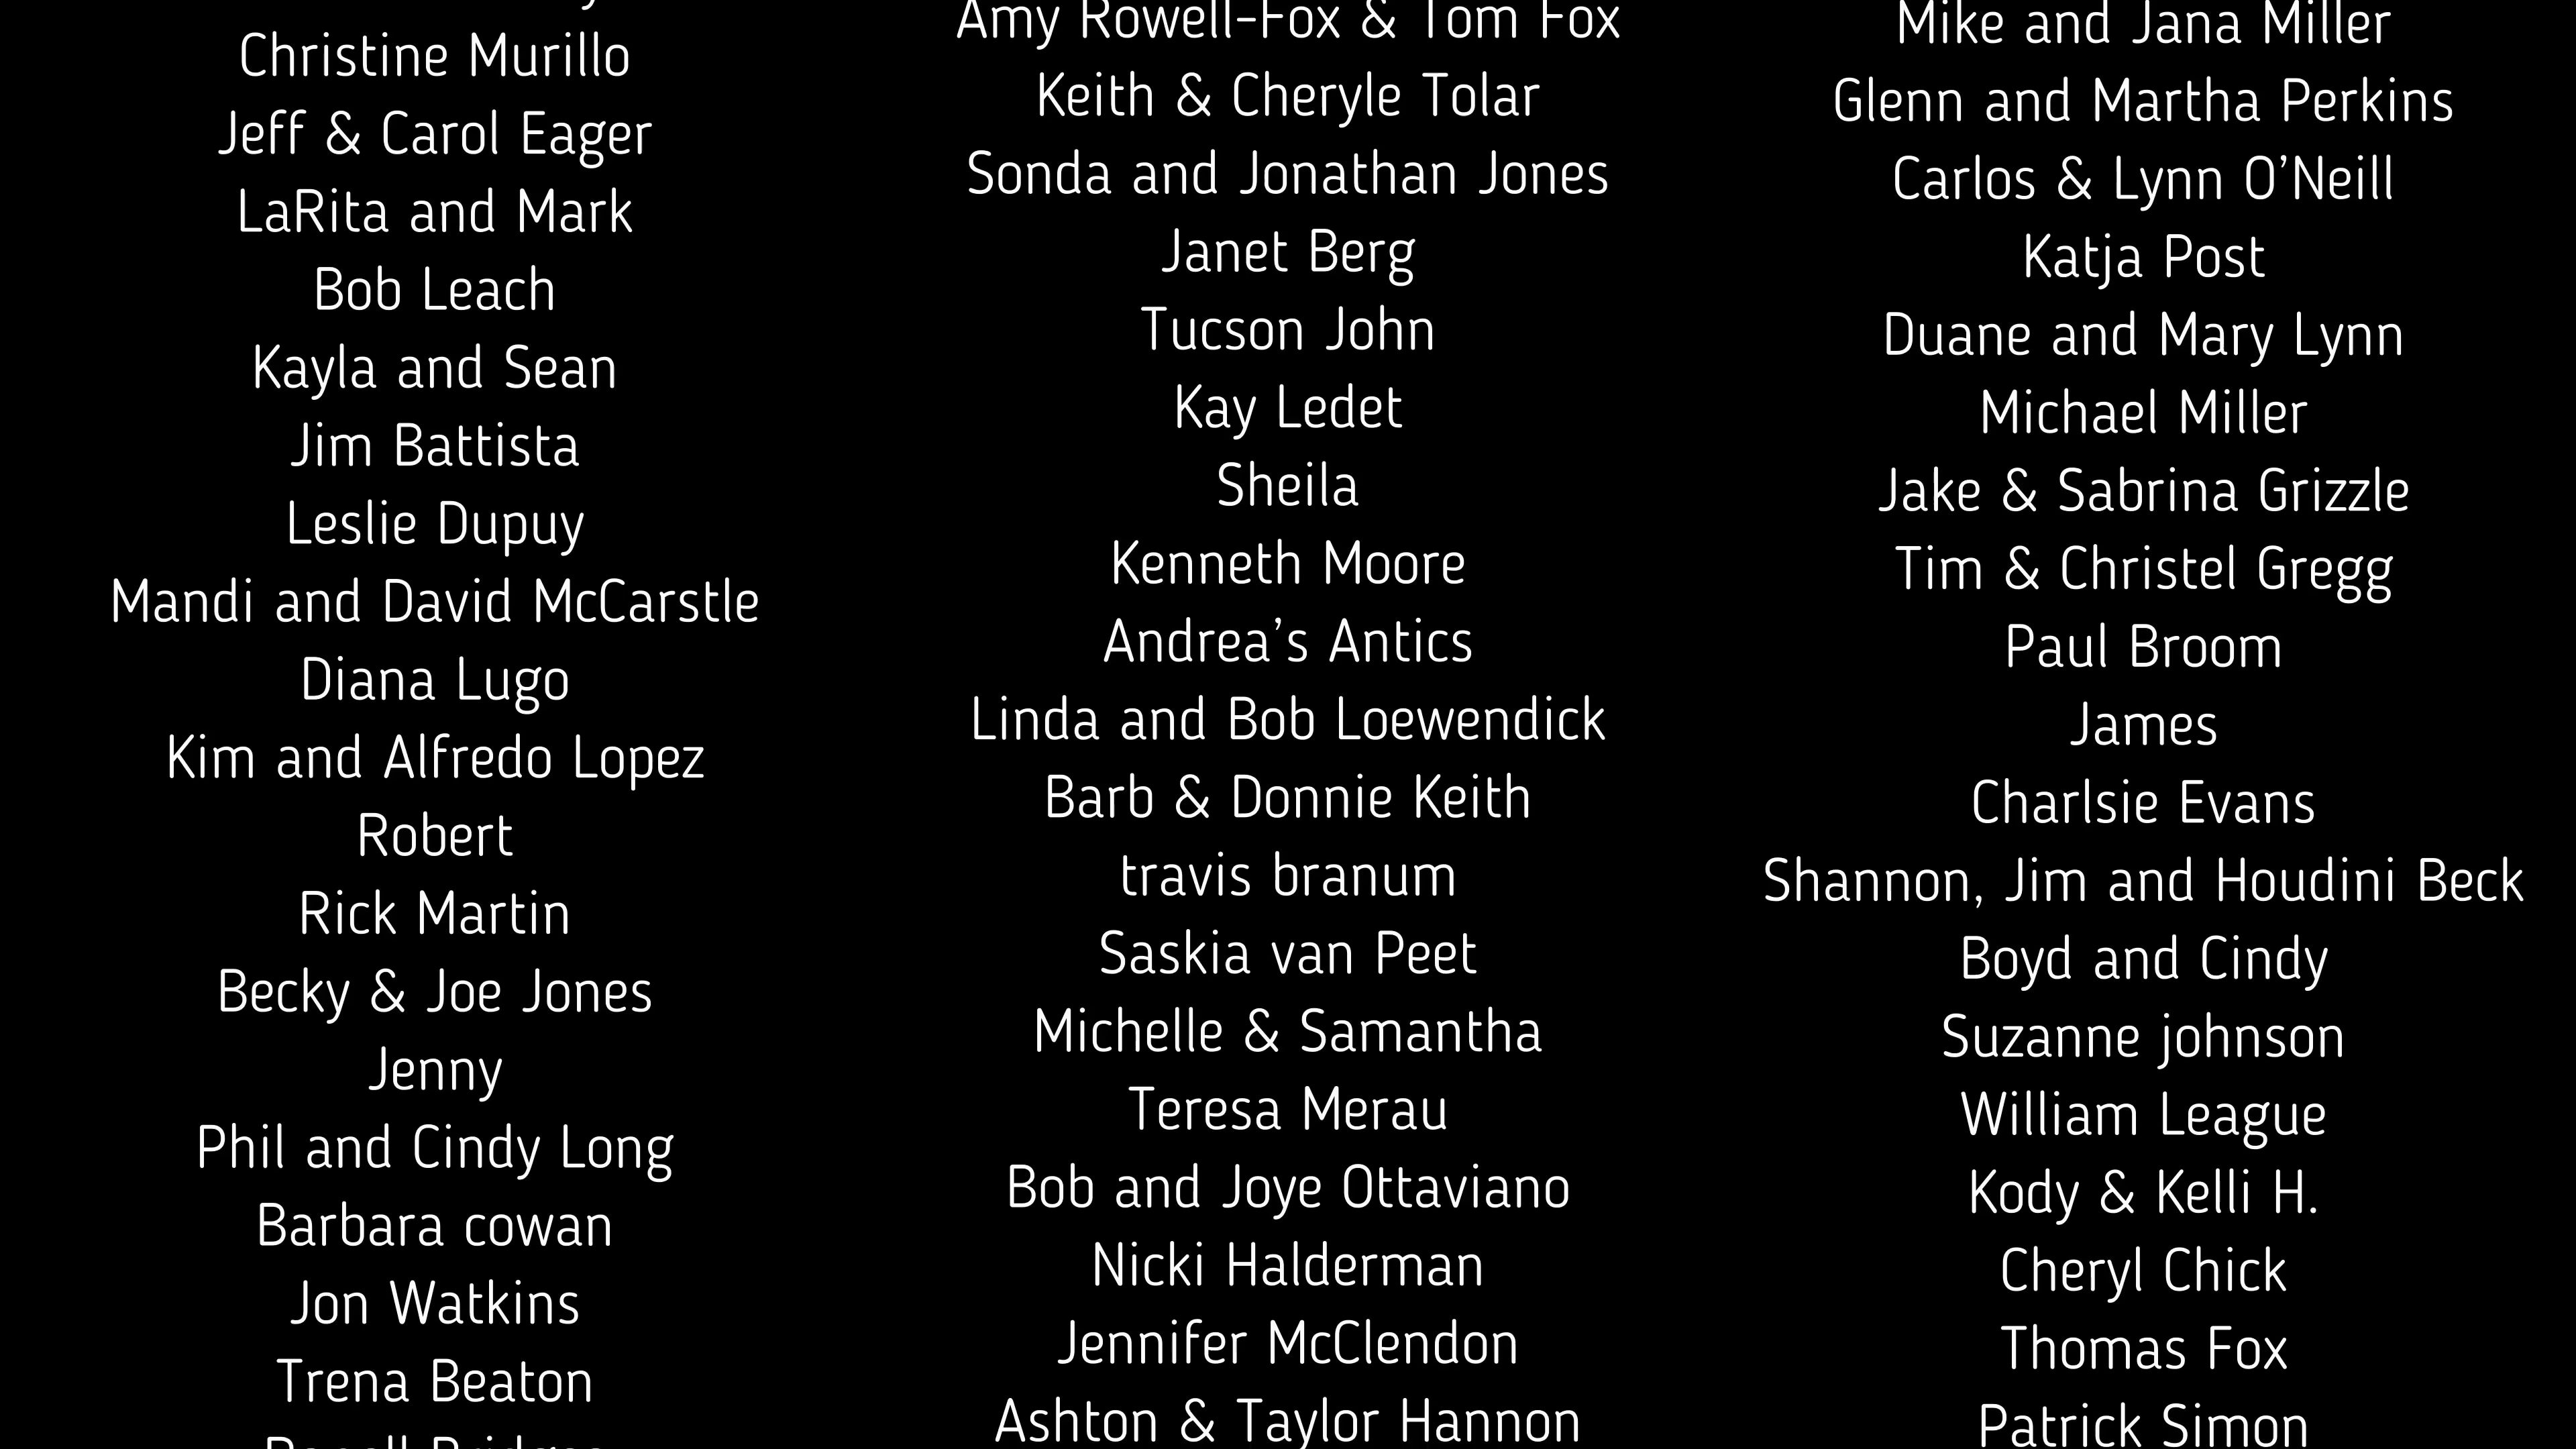 Christine Murillo
Jeff & Carol Eager
LaRita and Mark
Bob Leach
Kayla and Sean
Jim Battista
Leslie Dupuy
Mandi and David McCarstle
Diana Lugo
Kim and Alfredo Lopez
Robert
Rick Martin
Becky & Joe Jones
Jenny
Phil and Cindy Long
Barbara cowan
Jon Watkins
Trena Beaton
Amy Rowell-Fox & Tom Fox
Keith & Cheryle Tolar
Sonda and Jonathan Jones
Janet Berg
Tucson John
Kay Ledet
Sheila
Kenneth Moore
Andrea’s Antics
Linda and Bob Loewendick
Barb & Donnie Keith
travis branum
Saskia van Peet
Michelle & Samantha
Teresa Merau
Bob and Joye Ottaviano
Nicki Halderman
Jennifer McClendon
Ashton & Taylor Hannon
Mike and Jana Miller
Glenn and Martha Perkins
Carlos & Lynn O’Neill
Katja Post
Duane and Mary Lynn
Michael Miller
Jake & Sabrina Grizzle
Tim & Christel Gregg
Paul Broom
James
Charlsie Evans
Shannon, Jim and Houdini Beck
Boyd and Cindy
Suzanne johnson
William League
Kody & Kelli H.
Cheryl Chick
Thomas Fox
Patrick Simon